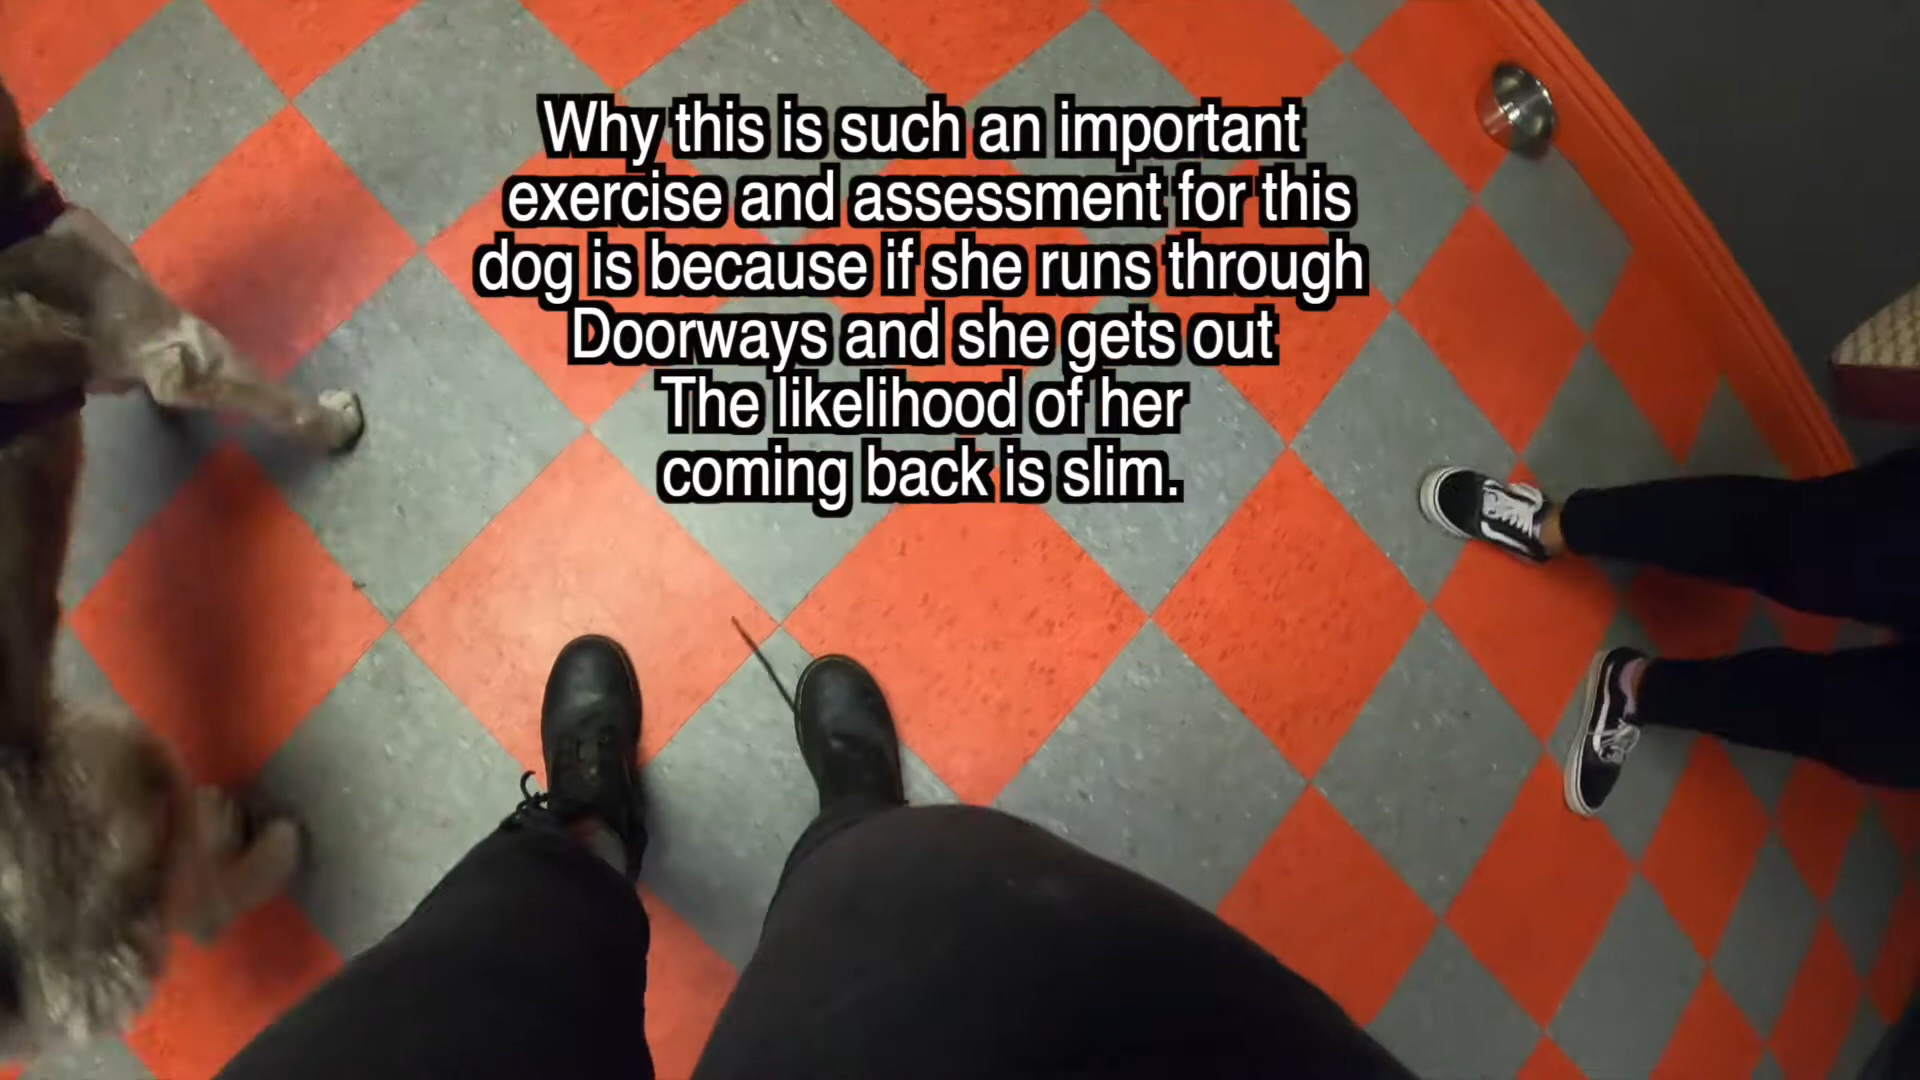 Why this is such an important
exercise and assessment for this
dog is because if she runs through
Doorways and she gets out
The likelihood of her
coming back is slim.